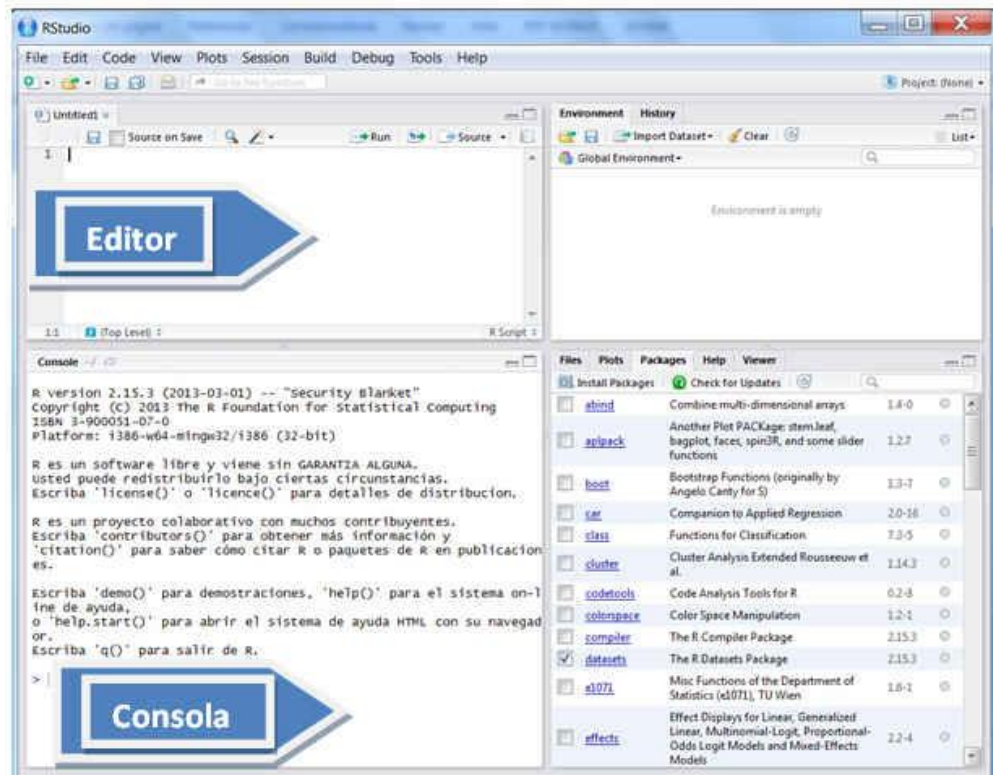 RStudio
File Edit Code View Plots Session Build Debug Tools Help
Project: (None)
Untitled1
Source on Save Run Source
1
Editor
1:1 (Top Level) R Script
Environment History
Import Dataset Clear List
Global Environment
Environment is empty
Console ~/
R version 2.15.3 (2013-03-01) -- "Security Blanket"
Copyright (C) 2013 The R Foundation for Statistical Computing
ISBN 3-900051-07-0
Platform: i386-w64-mingw32/i386 (32-bit)
R es un software libre y viene sin GARANTIA ALGUNA.
Usted puede redistribuirlo bajo ciertas circunstancias.
Escriba 'license()' o 'licence()' para detalles de distribucion.
R es un proyecto colaborativo con muchos contribuyentes.
Escriba 'contributors()' para obtener más información y
'citation()' para saber cómo citar R o paquetes de R en publicacion
es.
Escriba 'demo()' para demostraciones, 'help()' para el sistema on-l
ine de ayuda,
o 'help.start()' para abrir el sistema de ayuda HTML con su navegad
or.
Escriba 'q()' para salir de R.
>
Consola
Files Plots Packages Help Viewer
Install Packages Check for Updates
abind Combine multi-dimensional arrays 1.4-0
aplpack Another Plot PACKage: stem.leaf,
bagplot, faces, spin3R, and some slider 1.2.7
functions
boot Bootstrap Functions (originally by 1.3-7
Angelo Canty for S)
car Companion to Applied Regression 2.0-16
class Functions for Classification 7.3-5
cluster Cluster Analysis Extended Rousseeuw et 1.14.3
al.
codetools Code Analysis Tools for R 0.2-8
colorspace Color Space Manipulation 1.2-1
compiler The R Compiler Package 2.15.3
datasets The R Datasets Package 2.15.3
e1071 Misc Functions of the Department of 1.6-1
Statistics (e1071), TU Wien
effects Effect Displays for Linear, Generalized
Linear, Multinomial-Logit, Proportional- 2.2-4
Odds Logit Models and Mixed-Effects
Models